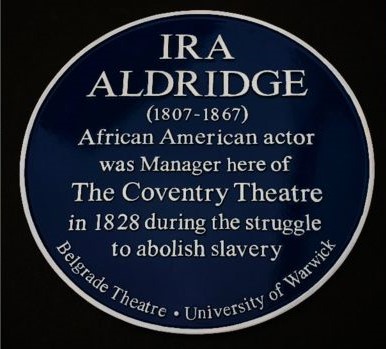 IRA
ALDRIDGE
(1807-1867)
African American actor
was Manager here of
The Coventry Theatre
in 1828 during the struggle
to abolish slavery
Belgrade Theatre • University of Warwick